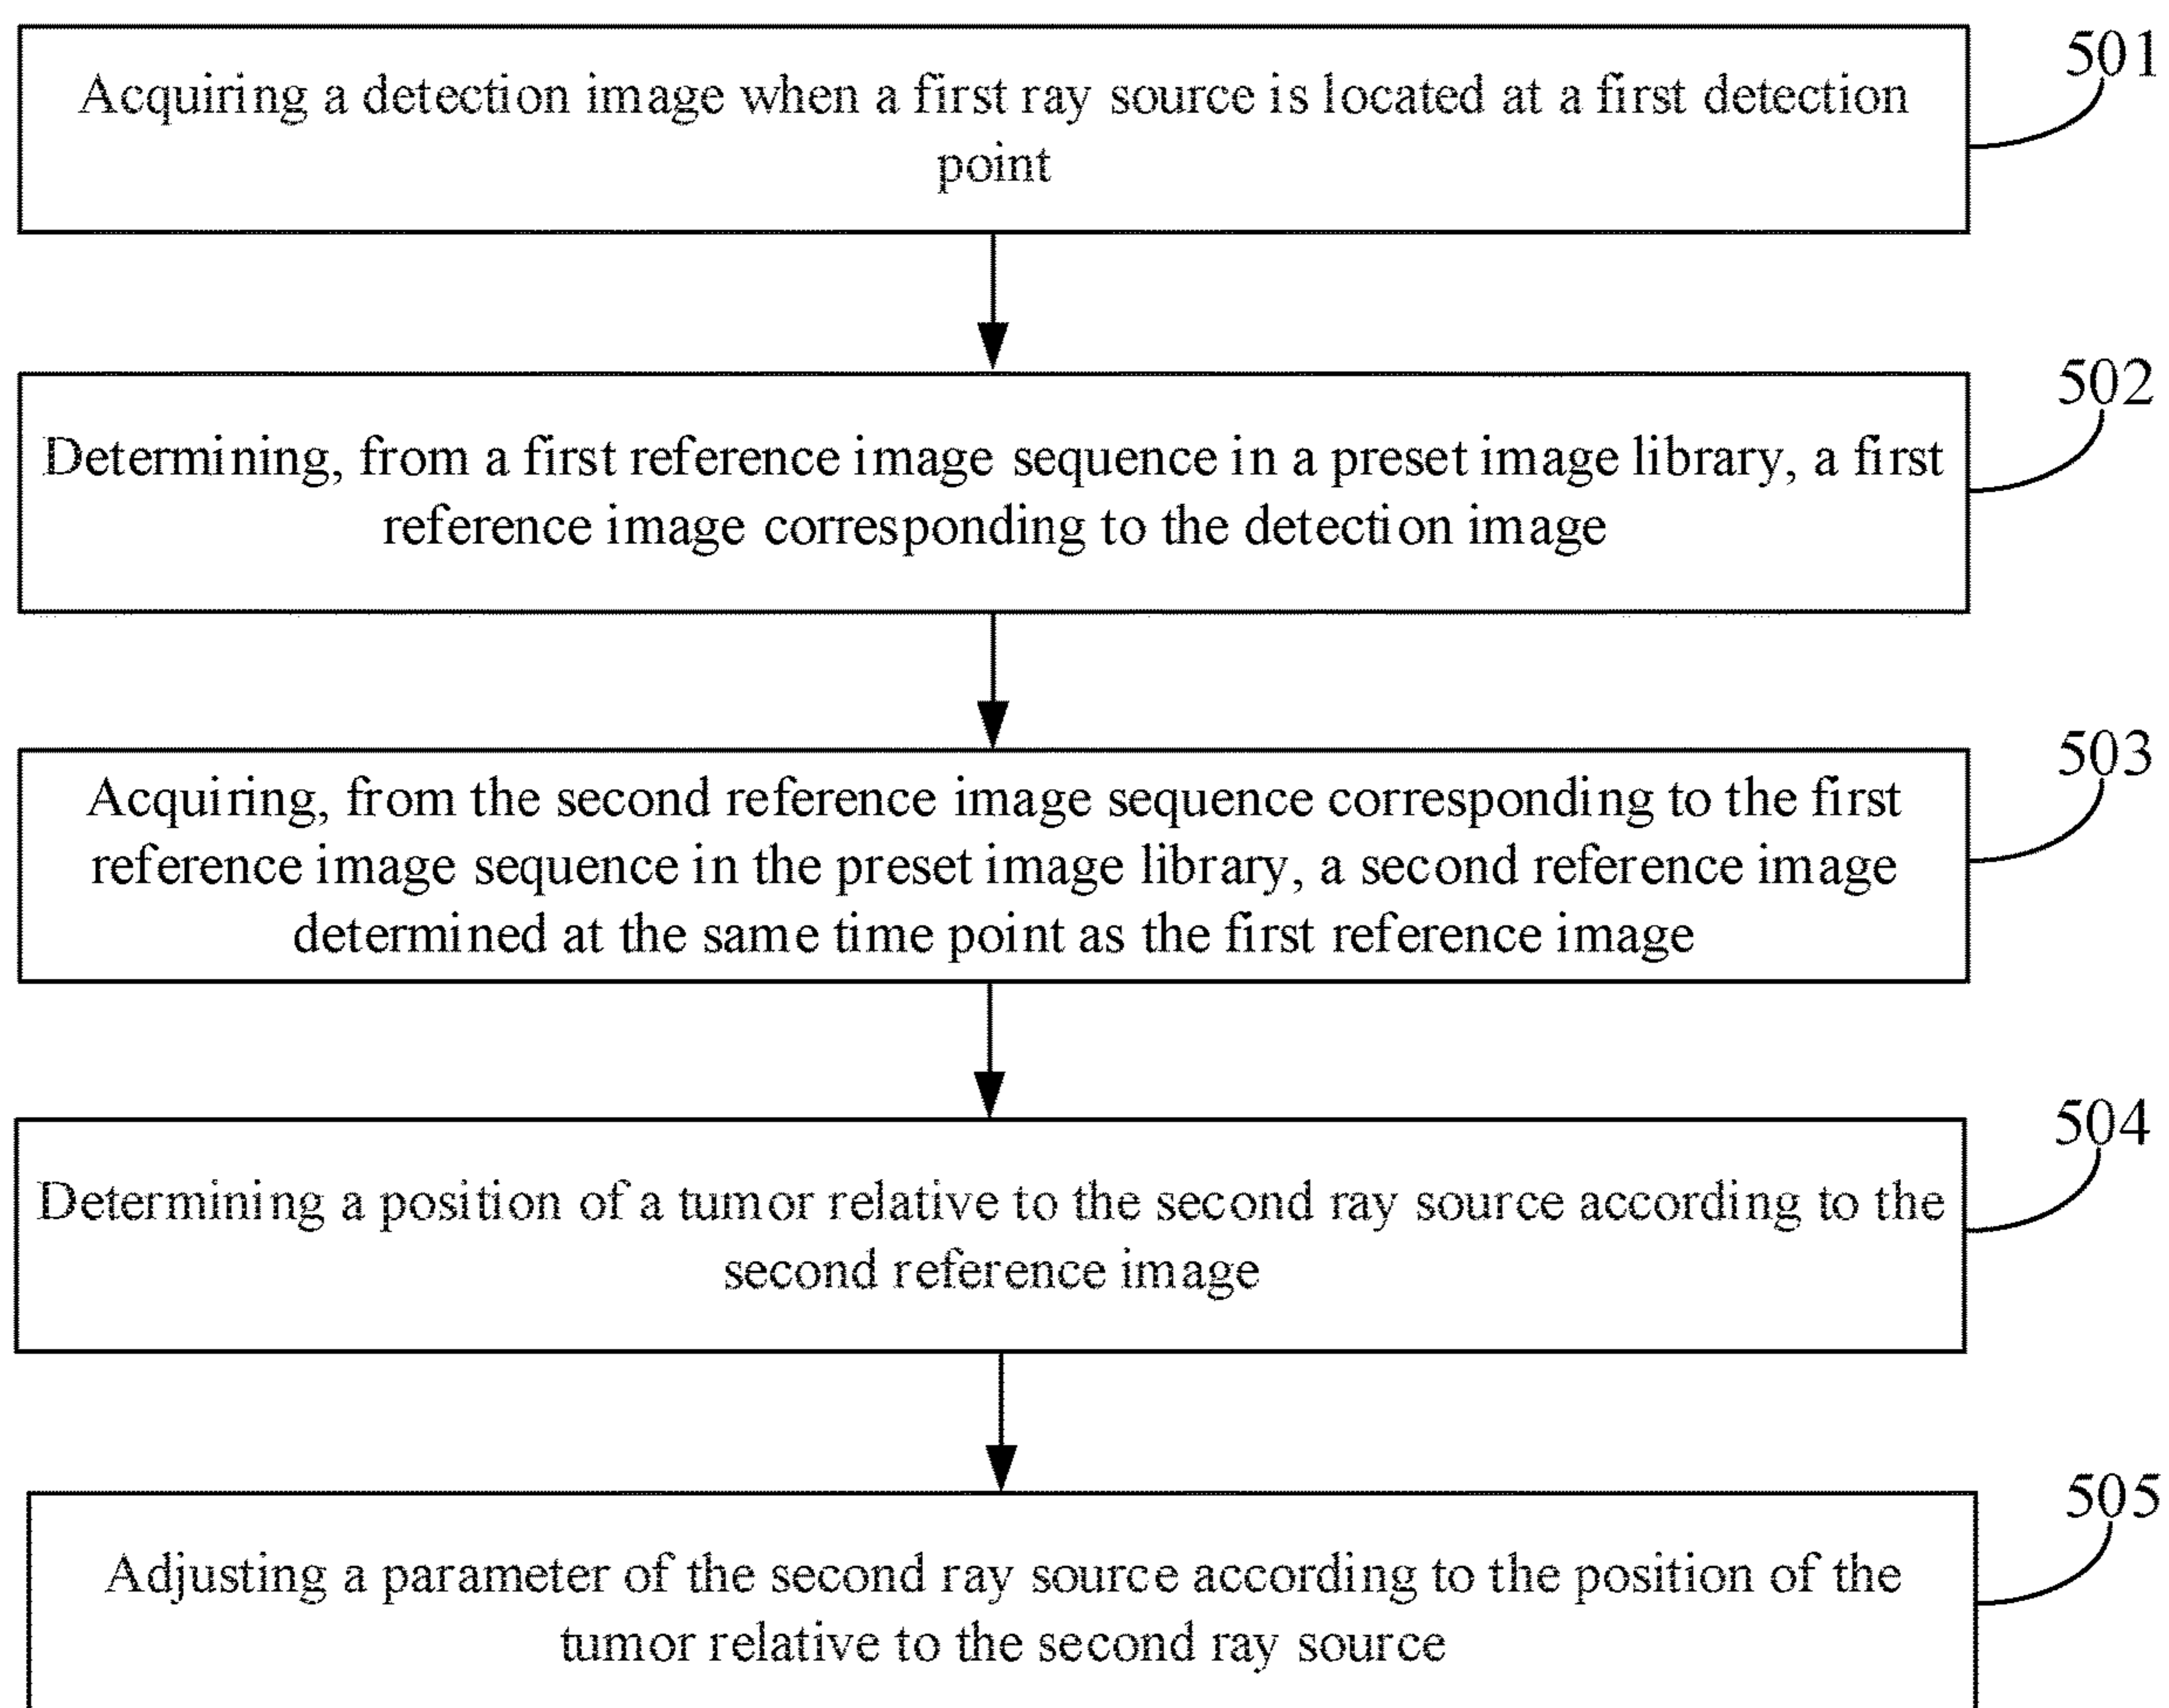 Acquiring a detection image when a first ray source is located at a first detection
point
501
Determining, from a first reference image sequence in a preset image library, a first
reference image corresponding to the detection image
502
Acquiring, from the second reference image sequence corresponding to the first
reference image sequence in the preset image library, a second reference image
determined at the same time point as the first reference image
503
Determining a position of a tumor relative to the second ray source according to the
second reference image
504
Adjusting a parameter of the second ray source according to the position of the
tumor relative to the second ray source
505